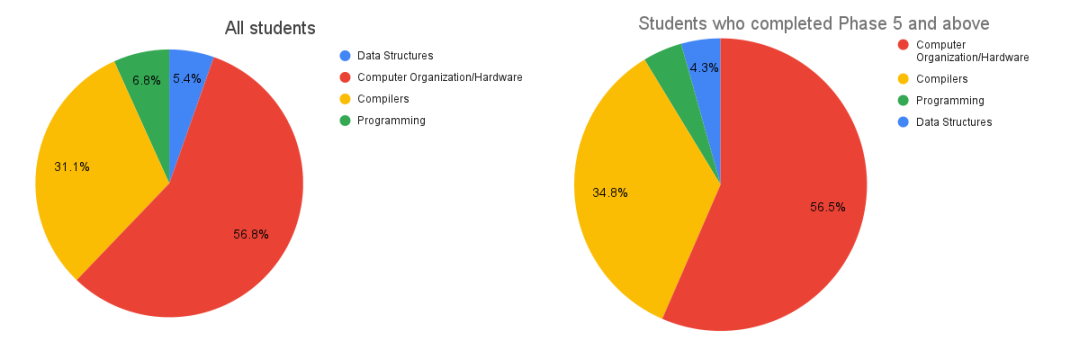 All students
Data Structures
Computer Organization/Hardware
Compilers
Programming
6.8%
5.4%
31.1%
56.8%
Students who completed Phase 5 and above
Computer
Organization/Hardware
Compilers
Programming
Data Structures
4.3%
34.8%
56.5%